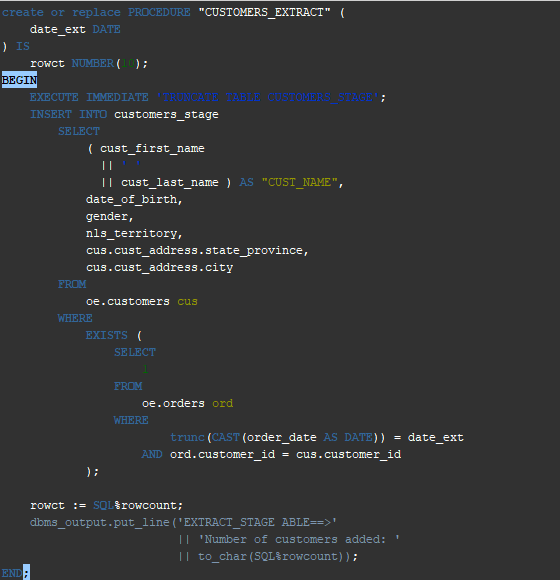 create or replace PROCEDURE "CUSTOMERS_EXTRACT" (
    date_ext DATE
) IS
    rowct NUMBER(10);
BEGIN
    EXECUTE IMMEDIATE 'TRUNCATE TABLE CUSTOMERS_STAGE';
    INSERT INTO customers_stage
        SELECT
            ( cust_first_name
              || ' '
              || cust_last_name ) AS "CUST_NAME",
            date_of_birth,
            gender,
            nls_territory,
            cus.cust_address.state_province,
            cus.cust_address.city
        FROM
            oe.customers cus
        WHERE
            EXISTS (
                SELECT
                    1
                FROM
                    oe.orders ord
                WHERE
                        trunc(CAST(order_date AS DATE)) = date_ext
                    AND ord.customer_id = cus.customer_id
            );

    rowct := SQL%rowcount;
    dbms_output.put_line('EXTRACT_STAGE ABLE==>'
                         || 'Number of customers added: '
                         || to_char(SQL%rowcount));
END;